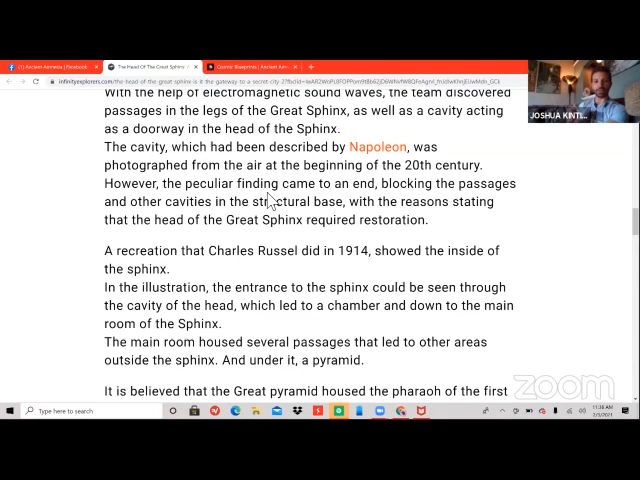 (1) Ancient Armecia | Facebook
The Head Of The Great Sphinx:
Cosmic Blueprints | Ancient Arm
With the help of electromagnetic sound waves, the team discovered
passages in the legs of the Great Sphinx, as well as a cavity acting
as a doorway in the head of the Sphinx.
The cavity, which had been described by Napoleon, was
photographed from the air at the beginning of the 20th century.
However, the peculiar finding came to an end, blocking the passages
and other cavities in the structural base, with the reasons stating
that the head of the Great Sphinx required restoration.
A recreation that Charles Russel did in 1914, showed the inside of
the sphinx.
In the illustration, the entrance to the sphinx could be seen through
the cavity of the head, which led to a chamber and down to the main
room of the Sphinx.
The main room housed several passages that led to other areas
outside the sphinx. And under it, a pyramid.
It is believed that the Great pyramid housed the pharaoh of the first
JOSHUA KINTL...
zoom
Type here to search
11:36 AM